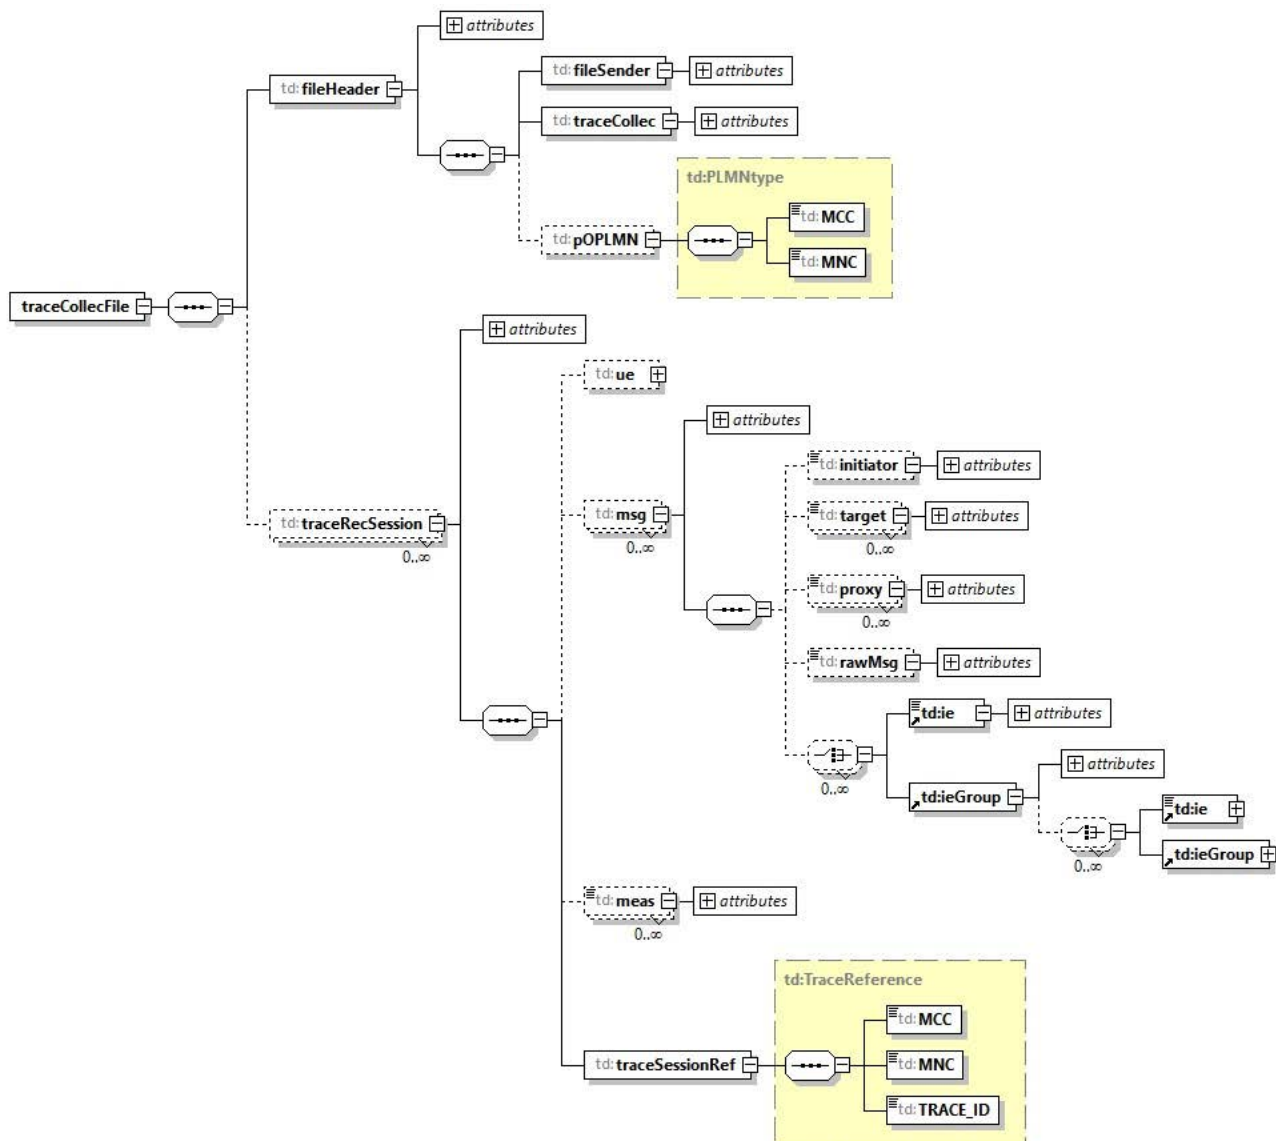 attributes
td:fileSender
attributes
td:fileHeader
td:traceCollec
attributes
td:PLMNtype
td:MCC
td:pOPLMN
td:MNC
traceCollecFile
attributes
td:ue
attributes
td:initiator
attributes
td:msg
0..∞
td:target
attributes
0..∞
td:traceRecSession
0..∞
td:proxy
attributes
0..∞
td:rawMsg
attributes
td:ie
attributes
attributes
0..∞
td:ieGroup
td:ie
0..∞
td:ieGroup
td:meas
attributes
0..∞
td:TraceReference
td:MCC
td:traceSessionRef
td:MNC
td:TRACE_ID